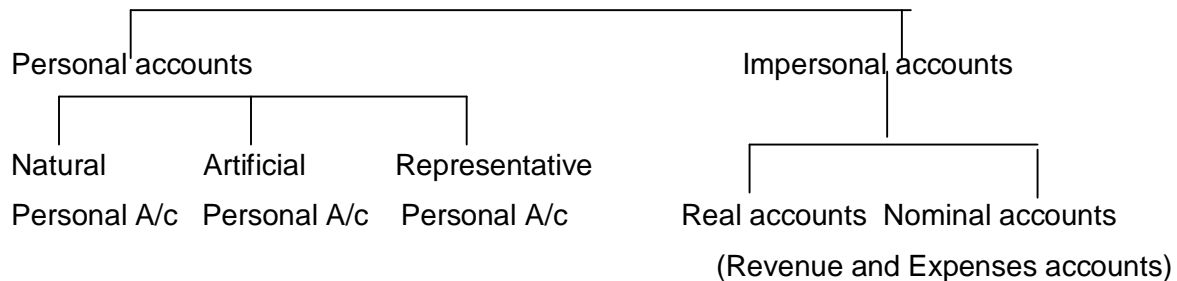 Personal accounts Impersonal accounts
Natural Artificial Representative
Personal A/c Personal A/c Personal A/c Real accounts Nominal accounts
(Revenue and Expenses accounts)